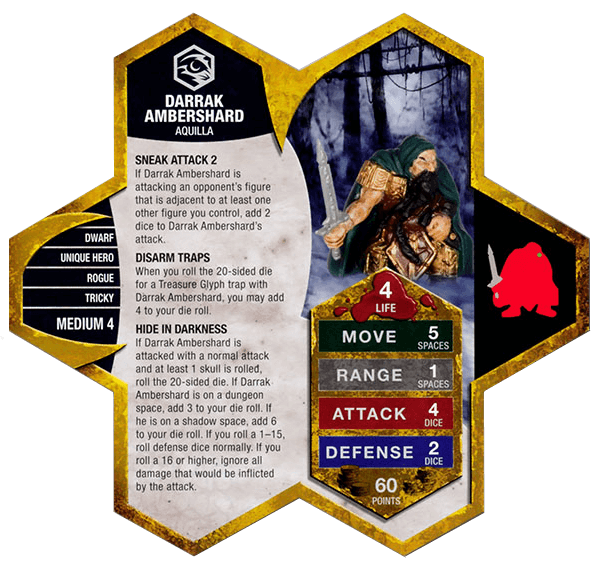 DARRAK
AMBERSHARD
AQUILLA
SNEAK ATTACK 2
If Darrak Ambershard is
attacking an opponent's figure
that is adjacent to at least one
other figure you control, add 2
dice to Darrak Ambershard's
attack.
DISARM TRAPS
When you roll the 20-sided die
for a Treasure Glyph trap with
Darrak Ambershard, you may add
4 to your die roll.
HIDE IN DARKNESS
If Darrak Ambershard is
attacked with a normal attack
and at least 1 skull is rolled,
roll the 20-sided die. If Darrak
Ambershard is on a dungeon
space, add 3 to your die roll. If
he is on a shadow space, add 6
to your die roll. If you roll a 1–15,
roll defense dice normally. If you
roll a 16 or higher, ignore all
damage that would be inflicted
by the attack.
DWARF
UNIQUE HERO
ROGUE
TRICKY
MEDIUM 4
4
LIFE
MOVE 5 SPACES
RANGE 1 SPACES
ATTACK 4 DICE
DEFENSE 2 DICE
60
POINTS